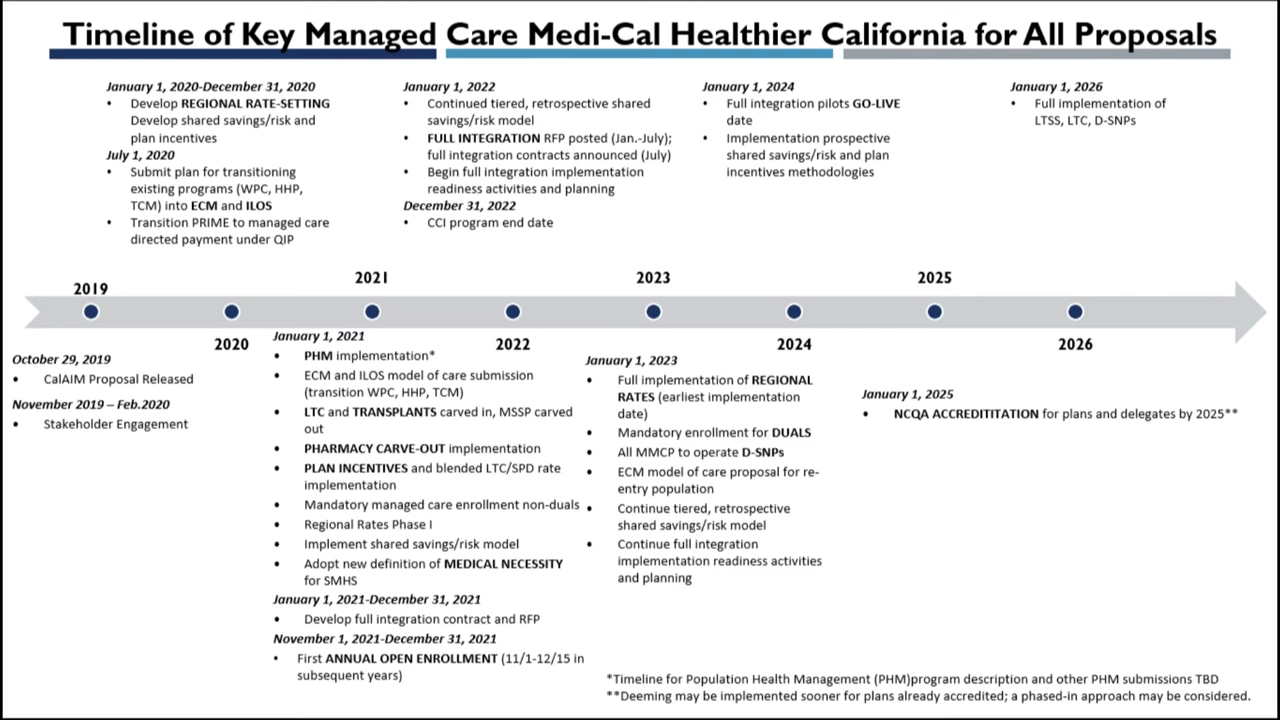 Timeline of Key Managed Care Medi-Cal Healthier California for All Proposals
January 1, 2020-December 31, 2020
• Develop REGIONAL RATE-SETTING
Develop shared savings/risk and
plan incentives
July 1, 2020
• Submit plan for transitioning
existing programs (WPC, HHP,
TCM) into ECM and ILOS
• Transition PRIME to managed care
directed payment under QIP
January 1, 2022
• Continued tiered, retrospective shared
savings/risk model
• FULL INTEGRATION RFP posted (Jan.-July);
full integration contracts announced (July)
• Begin full integration implementation
readiness activities and planning
December 31, 2022
• CCI program end date
January 1, 2024
• Full integration pilots GO-LIVE
date
• Implementation prospective
shared savings/risk and plan
incentives methodologies
January 1, 2026
• Full implementation of
LTSS, LTC, D-SNPs
2019
2021
2023
2025
2020
2022
2024
2026
October 29, 2019
• CalAIM Proposal Released
November 2019 – Feb.2020
• Stakeholder Engagement
January 1, 2021
• PHM implementation*
• ECM and ILOS model of care submission
(transition WPC, HHP, TCM)
• LTC and TRANSPLANTS carved in, MSSP carved
out
• PHARMACY CARVE-OUT implementation
• PLAN INCENTIVES and blended LTC/SPD rate
implementation
• Mandatory managed care enrollment non-duals
• Regional Rates Phase I
• Implement shared savings/risk model
• Adopt new definition of MEDICAL NECESSITY
for SMHS
January 1, 2021-December 31, 2021
• Develop full integration contract and RFP
November 1, 2021-December 31, 2021
• First ANNUAL OPEN ENROLLMENT (11/1-12/15 in
subsequent years)
January 1, 2023
• Full implementation of REGIONAL
RATES (earliest implementation
date)
• Mandatory enrollment for DUALS
• All MMCP to operate D-SNPs
• ECM model of care proposal for re-
entry population
• Continue tiered, retrospective
shared savings/risk model
• Continue full integration
implementation readiness activities
and planning
January 1, 2025
• NCQA ACCREDITITATION for plans and delegates by 2025**
*Timeline for Population Health Management (PHM)program description and other PHM submissions TBD
**Deeming may be implemented sooner for plans already accredited; a phased-in approach may be considered.